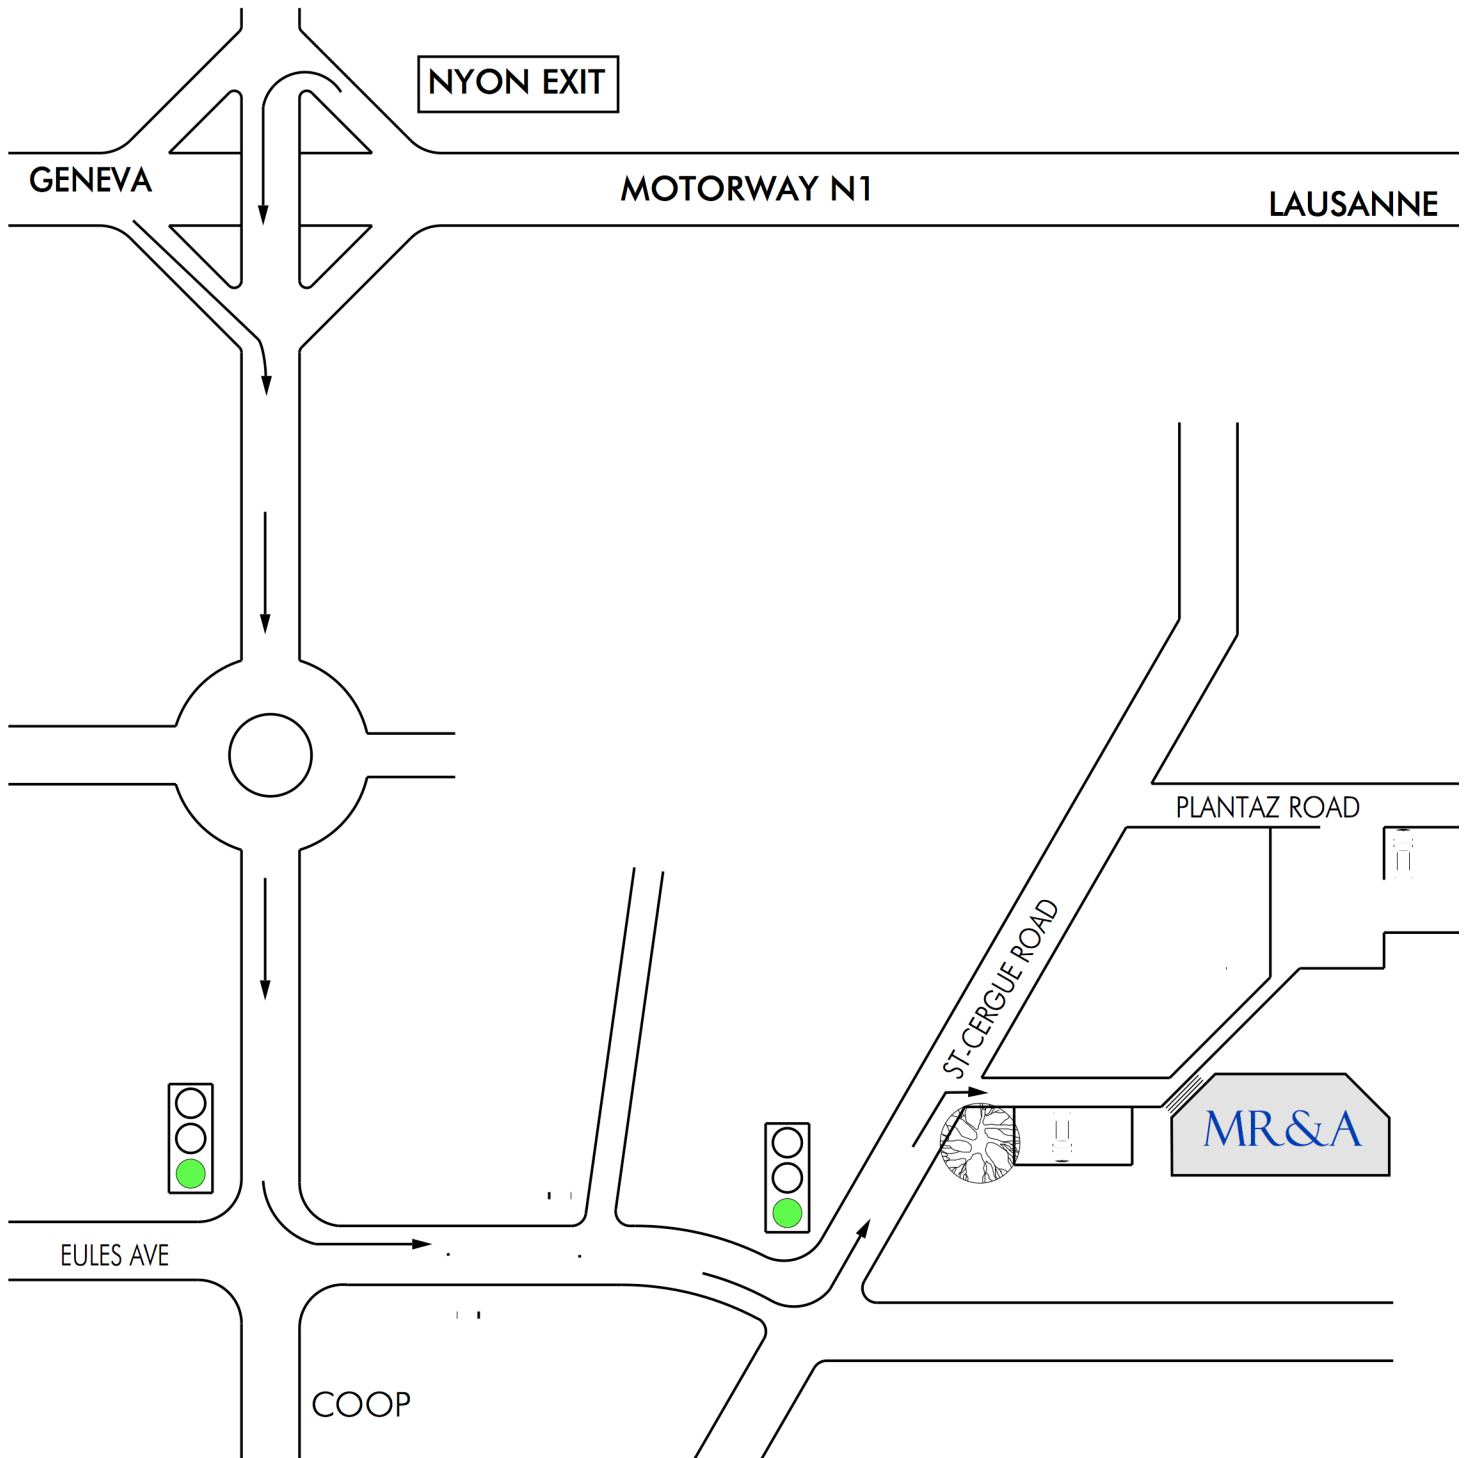 NYON EXIT
GENEVA
MOTORWAY N1
LAUSANNE
PLANTAZ ROAD
ST-CERGUE ROAD
MR&A
EULES AVE
COOP